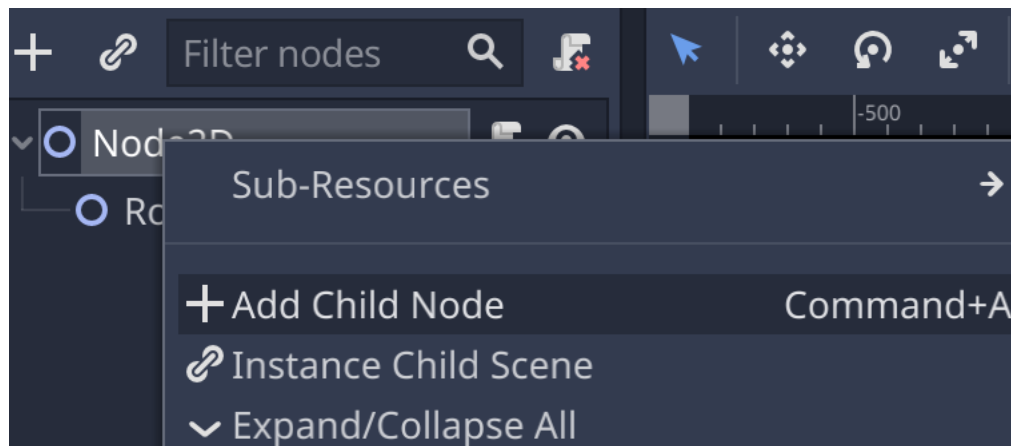 Filter nodes
-500
Sub-Resources
Add Child Node Command+A
Instance Child Scene
Expand/Collapse All